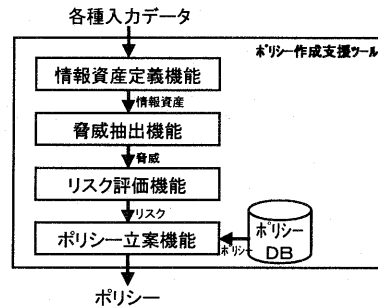 各種入力データ
ポリシー作成支援ツール
情報資産定義機能
情報資産
脅威抽出機能
脅威
リスク評価機能
リスク
ポリシー立案機能
ポリシー
ポリシー
DB
ポリシー